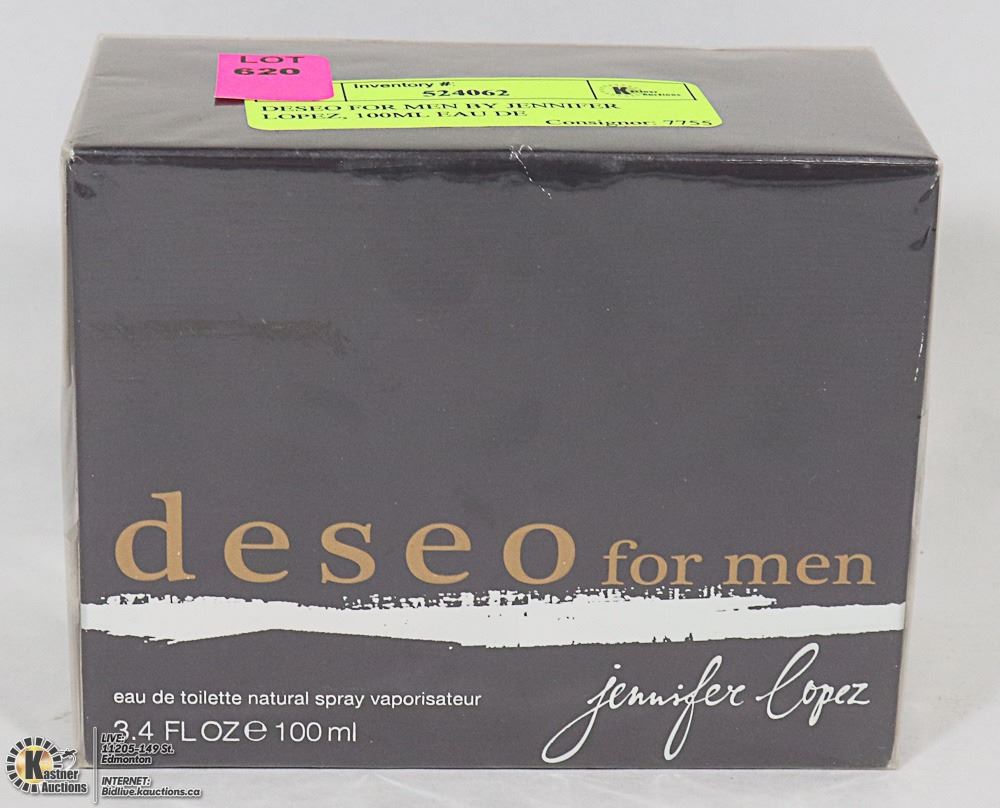 LOT
620
Inventory #:
524062
Kastner
Auctions
DESEO FOR MEN BY JENNIFER
LOPEZ, 100ML EAU DE
Consignor: 7755
deseo for men
jennifer lopez
eau de toilette natural spray vaporisateur
3.4 FL OZ e 100 ml
Kastner
Auctions
LIVE:
11205-149 St.
Edmonton
INTERNET:
Bidlive.kauctions.ca